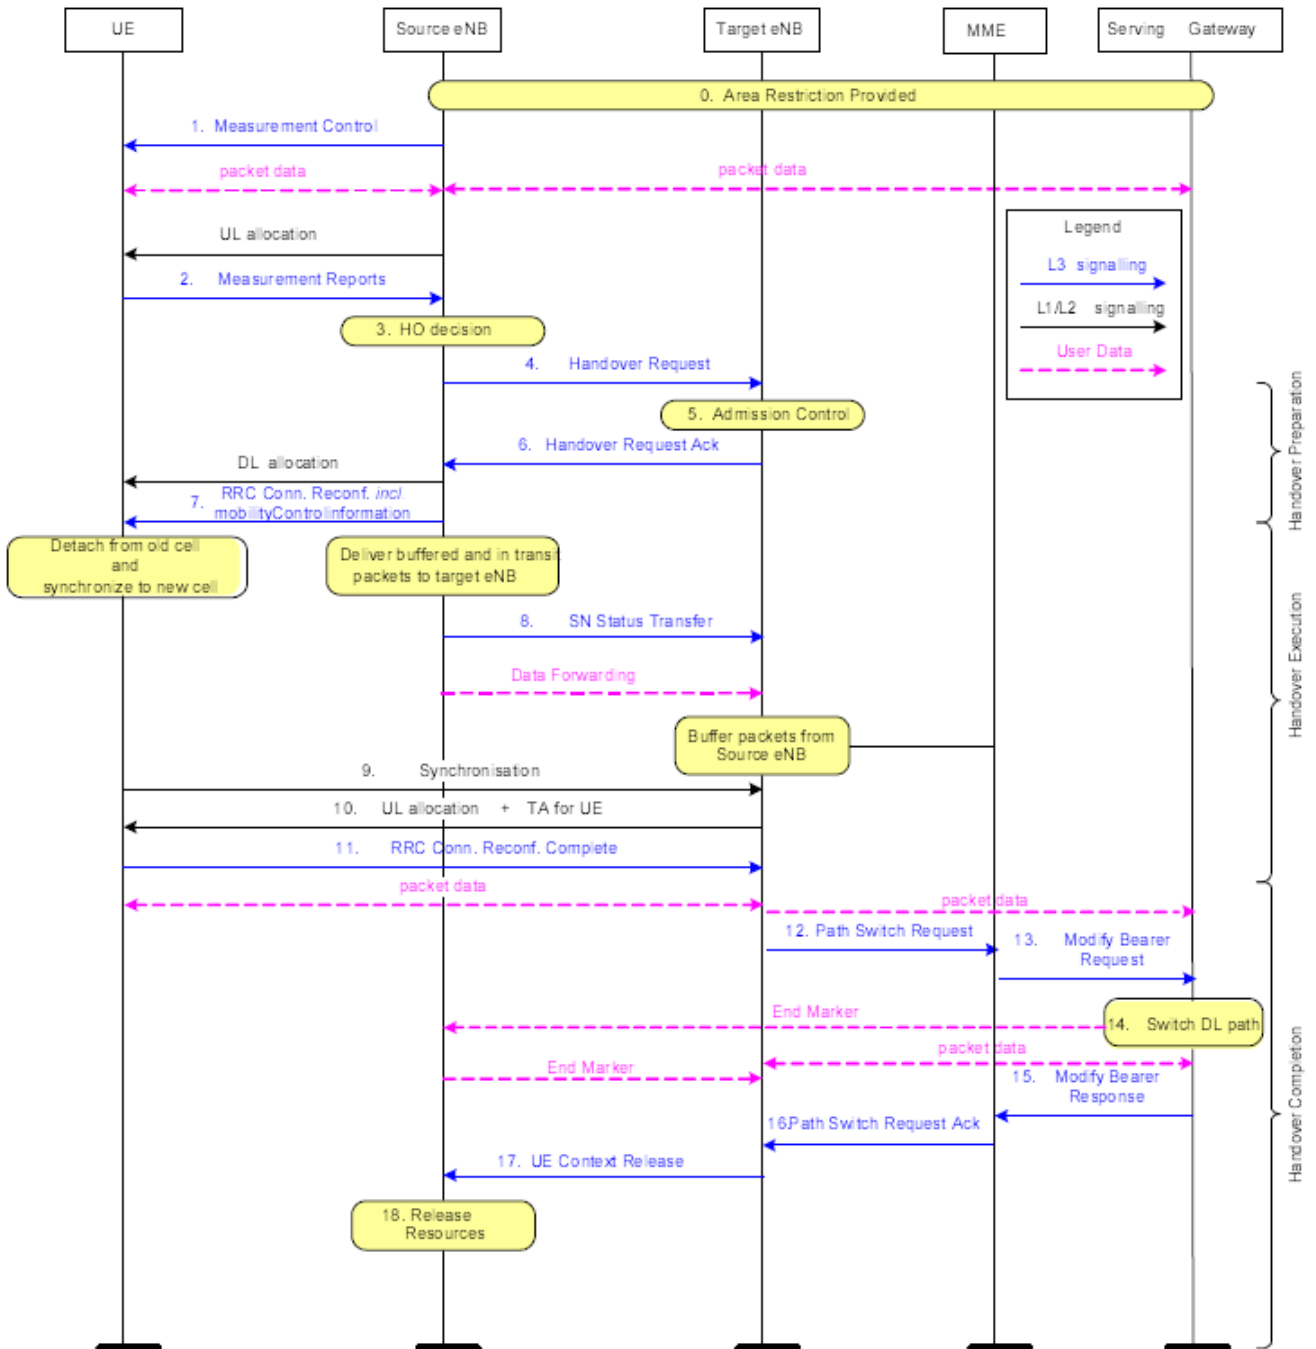 UE
Source eNB
Target eNB
MME
Serving Gateway
0. Area Restriction Provided
1. Measurement Control
packet data
packet data
UL allocation
Legend
2. Measurement Reports
L3 signalling
L1/L2 signalling
3. HO decision
User Data
4. Handover Request
5. Admission Control
6. Handover Request Ack
DL allocation
7. RRC Conn. Reconf. incl
mobilityControlinformation
Handover Preparation
Detach from old cell
and
synchronize to new cell
Deliver buffered and in transit
packets to target eNB
8. SN Status Transfer
Data Forwarding
Handover Execution
Buffer packets from
Source eNB
9. Synchronisation
10. UL allocation + TA for UE
11. RRC Conn. Reconf. Complete
packet data
packet data
12. Path Switch Request
13. Modify Bearer
Request
End Marker
14. Switch DL path
packet data
End Marker
15. Modify Bearer
Response
16Path Switch Request Ack
17. UE Context Release
18. Release
Resources
Handover Completion